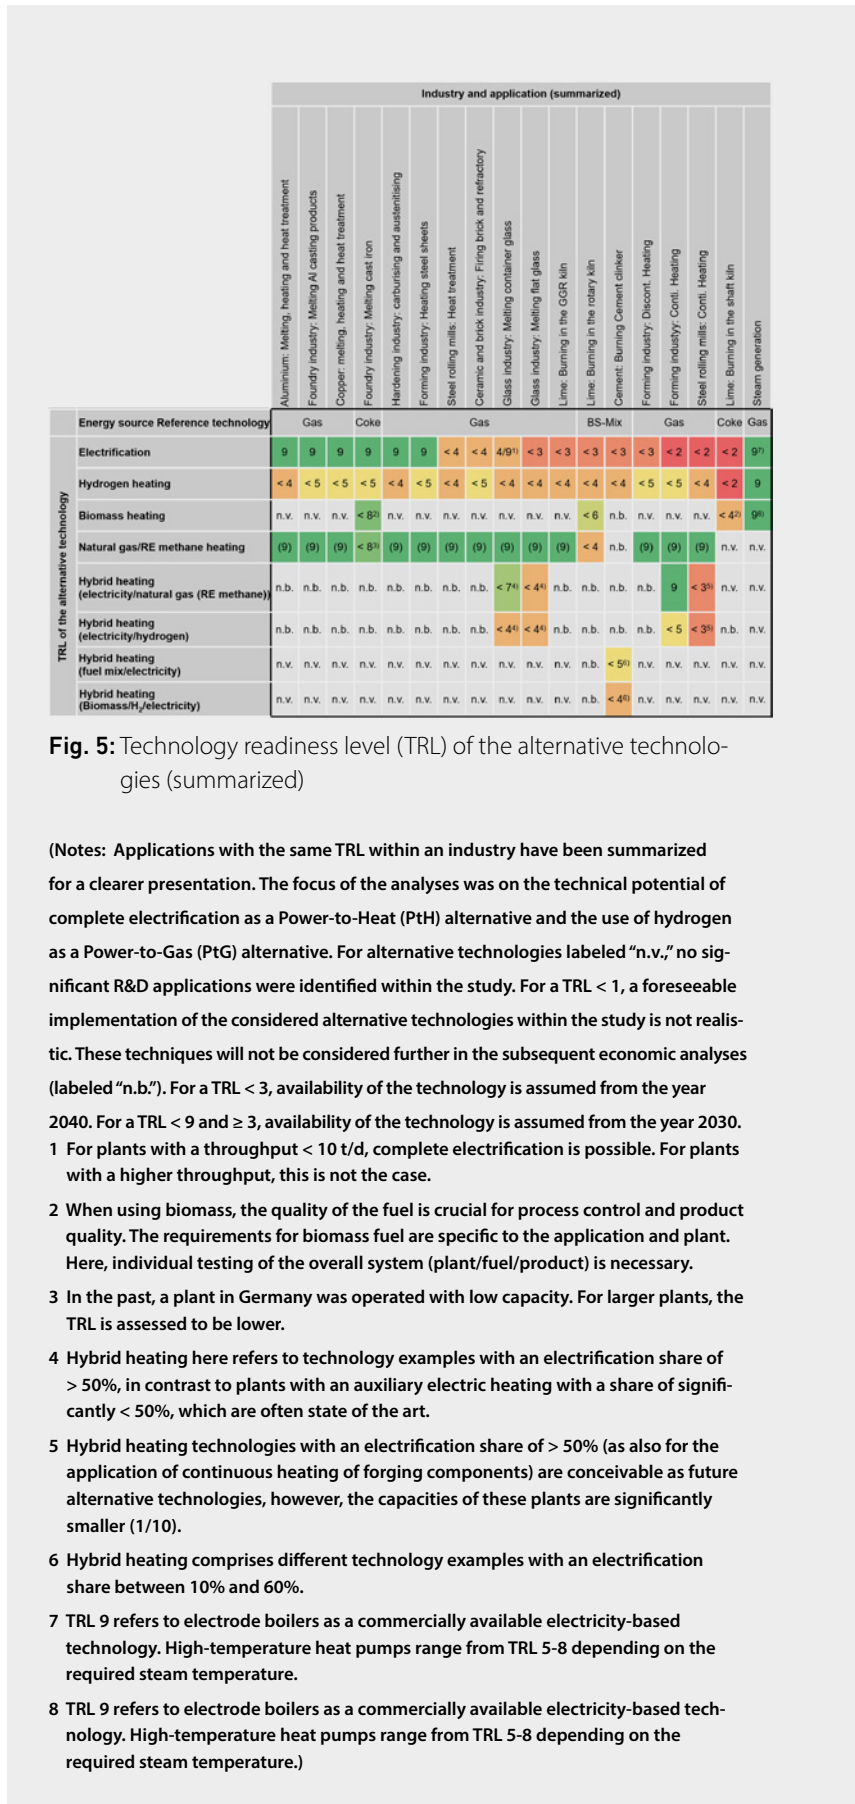 Industry and application (summarized)
Aluminium: Melting, heating and heat treatment
Foundry industry: Melting Al casting products
Copper: melting, heating and heat treatment
Foundry industry: Melting cast iron
Hardening industry: carburising and austenitising
Forming industry: Heating steel sheets
Steel rolling mills: Heat treatment
Ceramic and brick industry: Firing brick and refractory
Glass industry: Melting container glass
Glass industry: Melting flat glass
Lime: Burning in the GGR kiln
Lime: Burning in the rotary kiln
Cement: Burning Cement clinker
Forming industry: Discont. Heating
Forming industyy: Conti. Heating
Steel rolling mills: Conti. Heating
Lime: Burning in the shaft kiln
Steam generation
TRL of the alternative technology
Energy source Reference technology Gas Coke Gas BS-Mix Gas Coke Gas
Electrification 9 9 9 9 9 9 < 4 < 4 4/9¹⁾ < 3 < 3 < 3 < 3 < 3 < 2 < 2 < 2 9⁷⁾
Hydrogen heating < 4 < 5 < 5 < 5 < 4 < 5 < 4 < 5 < 4 < 4 < 4 < 4 < 4 < 5 < 5 < 4 < 2 9
Biomass heating n.v. n.v. n.v. < 8²⁾ n.v. n.v. n.v. n.v. n.v. n.v. n.v. < 6 n.b. n.v. n.v. n.v. < 4²⁾ 9⁸⁾
Natural gas/RE methane heating (9) (9) (9) < 8³⁾ (9) (9) (9) (9) (9) (9) (9) < 4 n.b. (9) (9) (9) n.v. n.v.
Hybrid heating
(electricity/natural gas (RE methane)) n.b. n.b. n.b. n.b. n.b. n.b. n.b. n.b. < 7⁴⁾ < 4⁴⁾ n.b. n.b. n.b. n.b. 9 < 3⁵⁾ n.v. n.v.
Hybrid heating
(electricity/hydrogen) n.b. n.b. n.b. n.b. n.b. n.b. n.b. n.b. < 4⁴⁾ < 4⁴⁾ n.b. n.b. n.b. n.b. < 5 < 3⁵⁾ n.b. n.v.
Hybrid heating
(fuel mix/electricity) n.v. n.v. n.v. n.v. n.v. n.v. n.v. n.v. n.v. n.v. n.v. n.b. < 5⁶⁾ n.v. n.v. n.v. n.v. n.v.
Hybrid heating
(Biomass/H₂/electricity) n.v. n.v. n.v. n.v. n.v. n.v. n.v. n.v. n.v. n.v. n.v. n.b. < 4⁶⁾ n.v. n.v. n.v. n.v. n.v.
Fig. 5: Technology readiness level (TRL) of the alternative technolo-
gies (summarized)
(Notes: Applications with the same TRL within an industry have been summarized
for a clearer presentation. The focus of the analyses was on the technical potential of
complete electrification as a Power-to-Heat (PtH) alternative and the use of hydrogen
as a Power-to-Gas (PtG) alternative. For alternative technologies labeled “n.v.,” no sig-
nificant R&D applications were identified within the study. For a TRL < 1, a foreseeable
implementation of the considered alternative technologies within the study is not realis-
tic. These techniques will not be considered further in the subsequent economic analyses
(labeled “n.b.”). For a TRL < 3, availability of the technology is assumed from the year
2040. For a TRL < 9 and ≥ 3, availability of the technology is assumed from the year 2030.
1 For plants with a throughput < 10 t/d, complete electrification is possible. For plants
with a higher throughput, this is not the case.
2 When using biomass, the quality of the fuel is crucial for process control and product
quality. The requirements for biomass fuel are specific to the application and plant.
Here, individual testing of the overall system (plant/fuel/product) is necessary.
3 In the past, a plant in Germany was operated with low capacity. For larger plants, the
TRL is assessed to be lower.
4 Hybrid heating here refers to technology examples with an electrification share of
> 50%, in contrast to plants with an auxiliary electric heating with a share of signifi-
cantly < 50%, which are often state of the art.
5 Hybrid heating technologies with an electrification share of > 50% (as also for the
application of continuous heating of forging components) are conceivable as future
alternative technologies, however, the capacities of these plants are significantly
smaller (1/10).
6 Hybrid heating comprises different technology examples with an electrification
share between 10% and 60%.
7 TRL 9 refers to electrode boilers as a commercially available electricity-based
technology. High-temperature heat pumps range from TRL 5-8 depending on the
required steam temperature.
8 TRL 9 refers to electrode boilers as a commercially available electricity-based tech-
nology. High-temperature heat pumps range from TRL 5-8 depending on the
required steam temperature.)